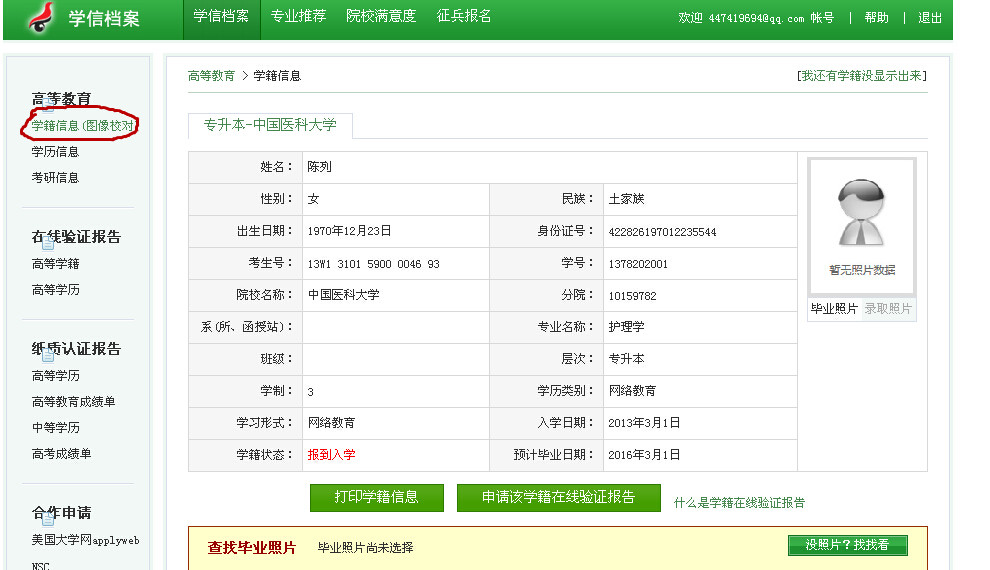 学信档案 学信档案 专业推荐 院校满意度 征兵报名 欢迎 447419694@qq.com 帐号 | 帮助 | 退出
高等教育
学籍信息(图像校对
学历信息
考研信息
在线验证报告
高等学籍
高等学历
纸质认证报告
高等学历
高等教育成绩单
中等学历
高考成绩单
合作申请
美国大学网applyweb
NSC
高等教育 > 学籍信息 [我还有学籍没显示出来]
专升本-中国医科大学
姓名: 陈列
性别: 女 民族: 土家族
出生日期: 1970年12月23日 身份证号: 422826197012235544
考生号: 13W1 3101 5900 0046 93 学号: 1378202001
院校名称: 中国医科大学 分院: 10159782
系(所、函授站): 专业名称: 护理学
班级: 层次: 专升本
学制: 3 学历类别: 网络教育
学习形式: 网络教育 入学日期: 2013年3月1日
学籍状态: 报到入学 预计毕业日期: 2016年3月1日
暂无照片数据
毕业照片 录取照片
打印学籍信息 申请该学籍在线验证报告 什么是学籍在线验证报告
查找毕业照片 毕业照片尚未选择 没照片?找找看